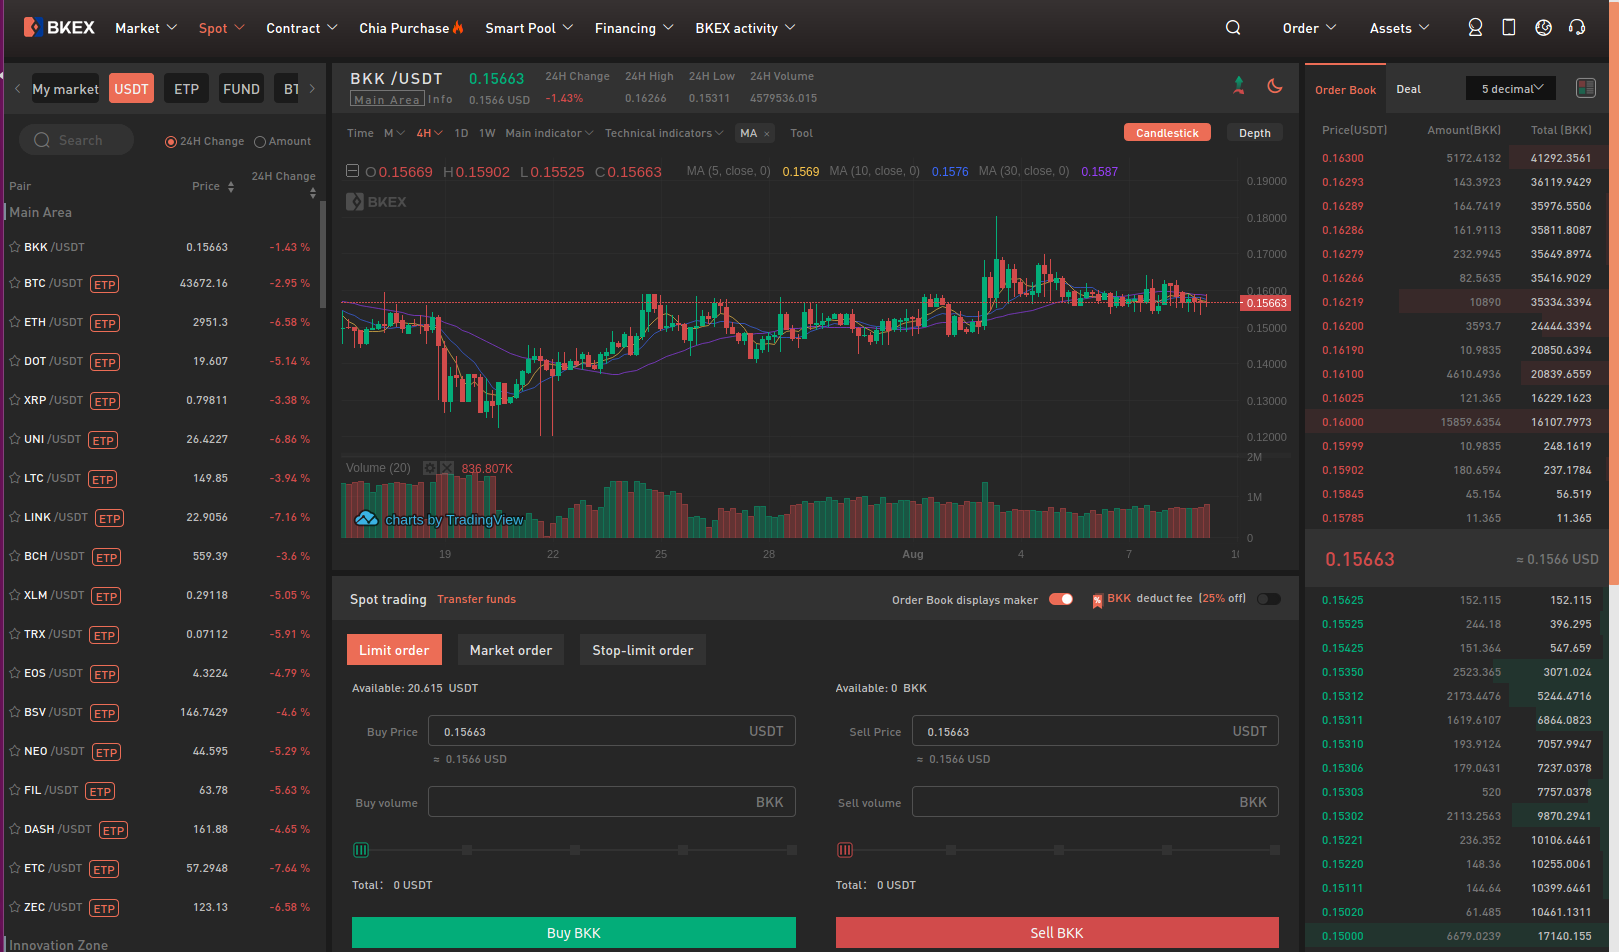 BKEX Market Spot Contract Chia Purchase Smart Pool Financing BKEX activity Order Assets
My market USDT ETP FUND BT
Search 24H Change Amount
Pair Price 24H Change
Main Area
BKK /USDT 0.15663 -1.43 %
BTC /USDT ETP 43672.16 -2.95 %
ETH /USDT ETP 2951.3 -6.58 %
DOT /USDT ETP 19.607 -5.14 %
XRP /USDT ETP 0.79811 -3.38 %
UNI /USDT ETP 26.4227 -6.86 %
LTC /USDT ETP 149.85 -3.94 %
LINK /USDT ETP 22.9056 -7.16 %
BCH /USDT ETP 559.39 -3.6 %
XLM /USDT ETP 0.29118 -5.05 %
TRX /USDT ETP 0.07112 -5.91 %
EOS /USDT ETP 4.3224 -4.79 %
BSV /USDT ETP 146.7429 -4.6 %
NEO /USDT ETP 44.595 -5.29 %
FIL /USDT ETP 63.78 -5.63 %
DASH /USDT ETP 161.88 -4.65 %
ETC /USDT ETP 57.2948 -7.64 %
ZEC /USDT ETP 123.13 -6.58 %
Innovation Zone
BKK /USDT 0.15663 24H Change 24H High 24H Low 24H Volume
Main Area Info 0.1566 USD -1.43% 0.16266 0.15311 4579536.015
Time M 4H 1D 1W Main indicator Technical indicators MA × Tool Candlestick Depth
O 0.15669 H 0.15902 L 0.15525 C 0.15663 MA (5, close, 0) 0.1569 MA (10, close, 0) 0.1576 MA (30, close, 0) 0.1587
BKEX
0.19000
0.18000
0.17000
0.16000
0.15663
0.15000
0.14000
0.13000
0.12000
Volume (20) 836.807K
2M
1M
0
charts by TradingView
19 22 25 28 Aug 4 7 10
Spot trading Transfer funds Order Book displays maker BKK deduct fee (25% off)
Limit order Market order Stop-limit order
Available: 20.615 USDT Available: 0 BKK
Buy Price 0.15663 USDT Sell Price 0.15663 USDT
≈ 0.1566 USD ≈ 0.1566 USD
Buy volume BKK Sell volume BKK
Total: 0 USDT Total: 0 USDT
Buy BKK Sell BKK
Order Book Deal 5 decimal
Price(USDT) Amount(BKK) Total (BKK)
0.16300 5172.4132 41292.3561
0.16293 143.3923 36119.9429
0.16289 164.7419 35976.5506
0.16286 161.9113 35811.8087
0.16279 232.9945 35649.8974
0.16266 82.5635 35416.9029
0.16219 10890 35334.3394
0.16200 3593.7 24444.3394
0.16190 10.9835 20850.6394
0.16100 4610.4936 20839.6559
0.16025 121.365 16229.1623
0.16000 15859.6354 16107.7973
0.15999 10.9835 248.1619
0.15902 180.6594 237.1784
0.15845 45.154 56.519
0.15785 11.365 11.365
0.15663 ≈ 0.1566 USD
0.15625 152.115 152.115
0.15525 244.18 396.295
0.15425 151.364 547.659
0.15350 2523.365 3071.024
0.15312 2173.4476 5244.4716
0.15311 1619.6107 6864.0823
0.15310 193.9124 7057.9947
0.15306 179.0431 7237.0378
0.15303 520 7757.0378
0.15302 2113.2563 9870.2941
0.15221 236.352 10106.6461
0.15220 148.36 10255.0061
0.15111 144.64 10399.6461
0.15020 61.485 10461.1311
0.15000 6679.0239 17140.155